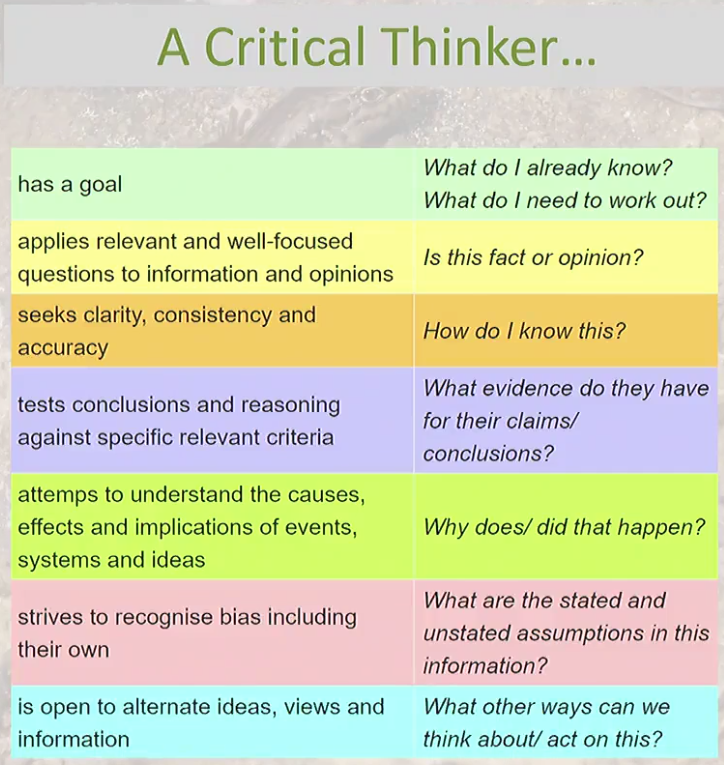 A Critical Thinker...
has a goal
What do I already know?
What do I need to work out?
applies relevant and well-focused
questions to information and opinions
Is this fact or opinion?
seeks clarity, consistency and
accuracy
How do I know this?
tests conclusions and reasoning
against specific relevant criteria
What evidence do they have
for their claims/
conclusions?
attemps to understand the causes,
effects and implications of events,
systems and ideas
Why does/ did that happen?
strives to recognise bias including
their own
What are the stated and
unstated assumptions in this
information?
is open to alternate ideas, views and
information
What other ways can we
think about/ act on this?